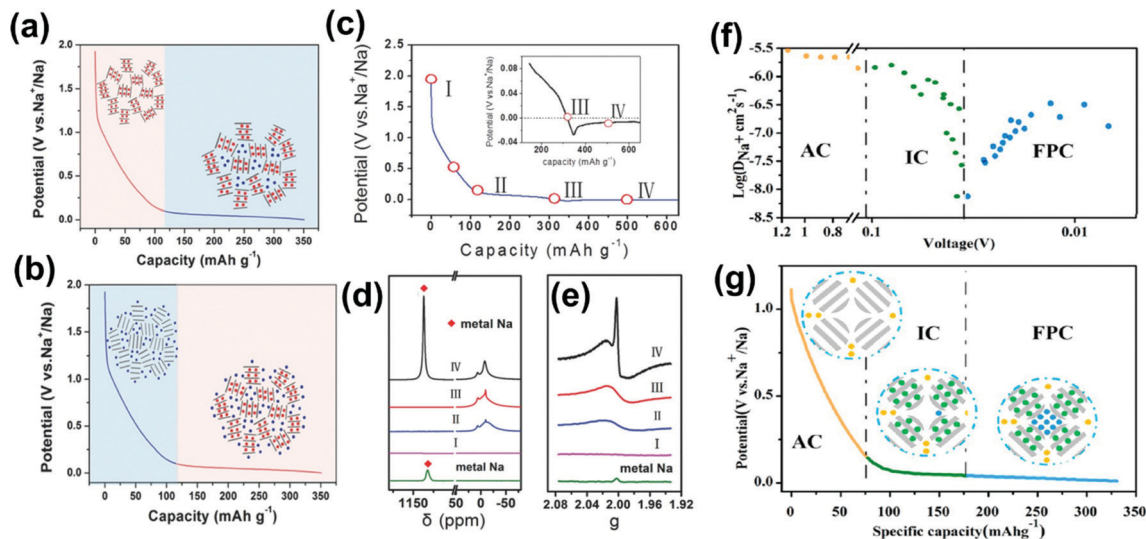 (a)
2.0
1.5
1.0
0.5
0.0
Potential (V vs.Na⁺/Na)
0 50 100 150 200 250 300 350
Capacity (mAh g⁻¹)
(b)
2.0
1.5
1.0
0.5
0.0
Potential (V vs.Na⁺/Na)
0 50 100 150 200 250 300 350
Capacity (mAh g⁻¹)
(c)
2.5
2.0
1.5
1.0
0.5
0.0
Potential (V vs.Na⁺/Na)
I
II
III
IV
0 100 200 300 400 500 600
Capacity (mAh g⁻¹)
0.08
0.04
0.00
-0.04
Potential (V vs.Na⁺/Na)
III
IV
200 300 400 500 600
capacity (mAh g⁻¹)
(d)
metal Na
IV
III
II
I
metal Na
1150 50 0 -50
δ (ppm)
(e)
IV
III
II
I
metal Na
2.08 2.04 2.00 1.96 1.92
g
(f)
-5.5
-6.0
-6.5
-7.0
-7.5
-8.0
-8.5
Log(D Na⁺ cm² s⁻¹)
AC
IC
FPC
1.2 1 0.8 0.1 0.01
Voltage(V)
(g)
1.0
0.5
0.0
Potential(V vs.Na⁺/Na)
AC
IC
FPC
0 50 100 150 200 250 300 350
Specific capacity(mAhg⁻¹)